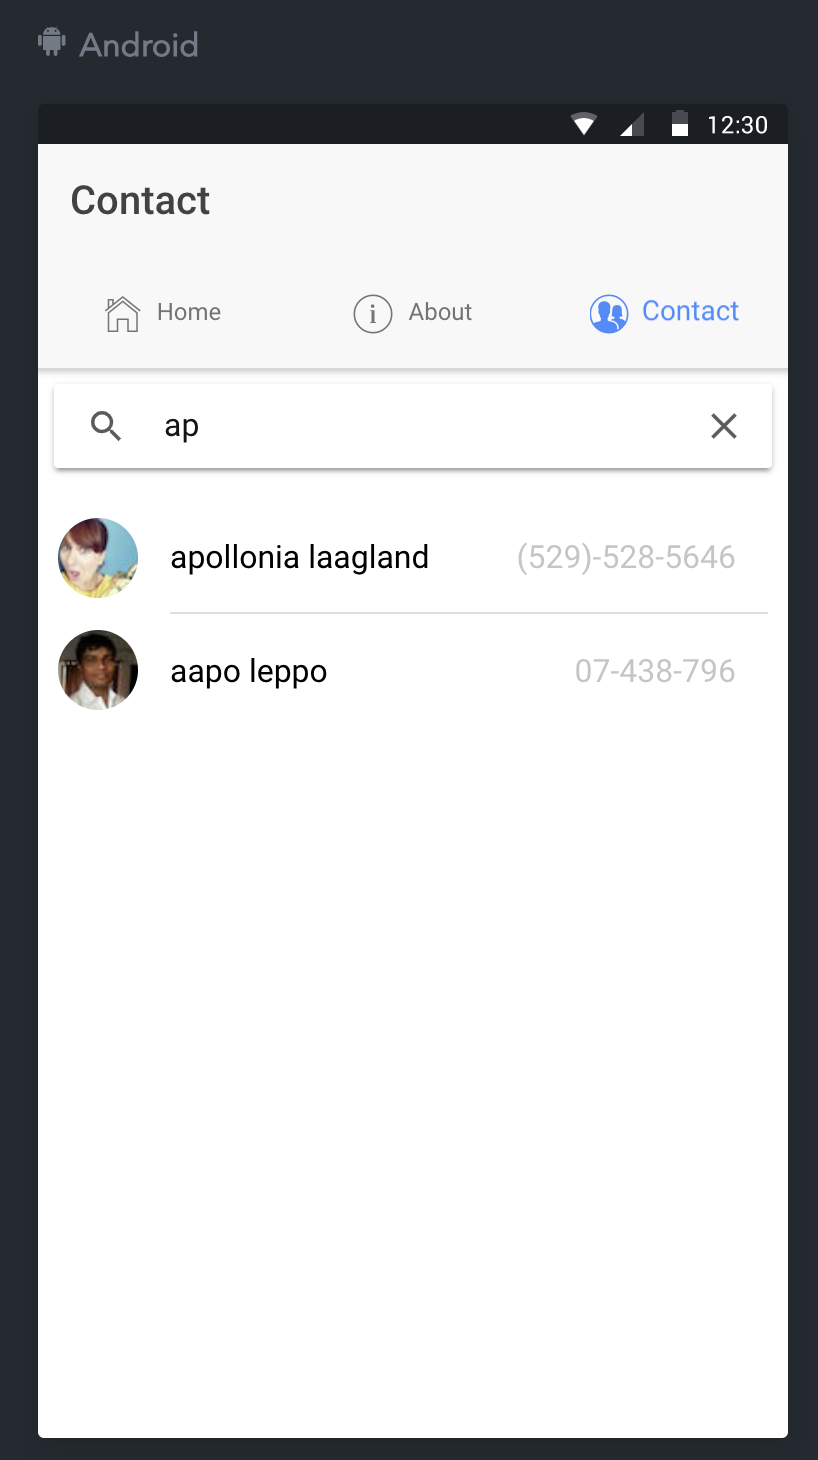 Android
12:30
Contact
Home About Contact
ap
apollonia laagland (529)-528-5646
aapo leppo 07-438-796